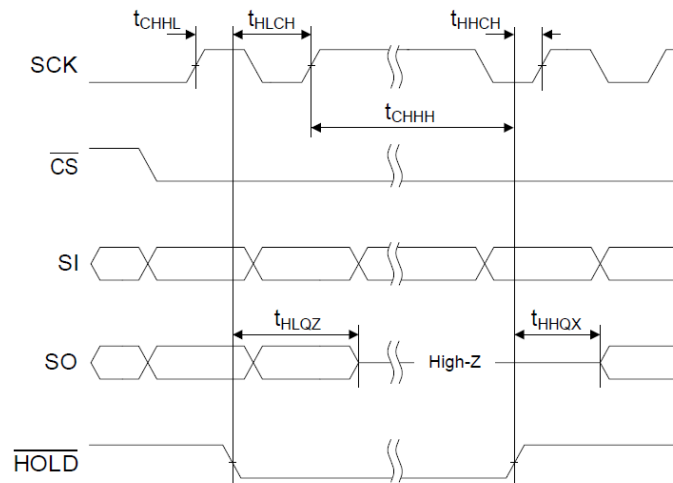 tCHHL tHLCH tHHCH
SCK
tCHHH
CS
SI
tHLQZ tHHQX
SO High-Z
HOLD